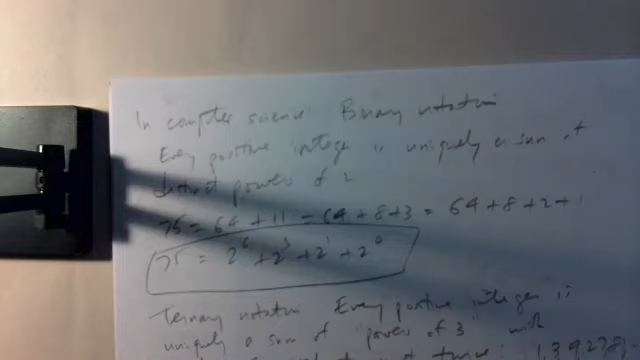 In computer science Binary notation
Every positive integer is uniquely a sum of
distinct powers of 2
75 = 64 + 11 = 64 + 8 + 3 = 64 + 8 + 2 + 1
75 = 2⁶ + 2³ + 2¹ + 2⁰
Ternary notation Every positive integer is
uniquely a sum of powers of 3 with